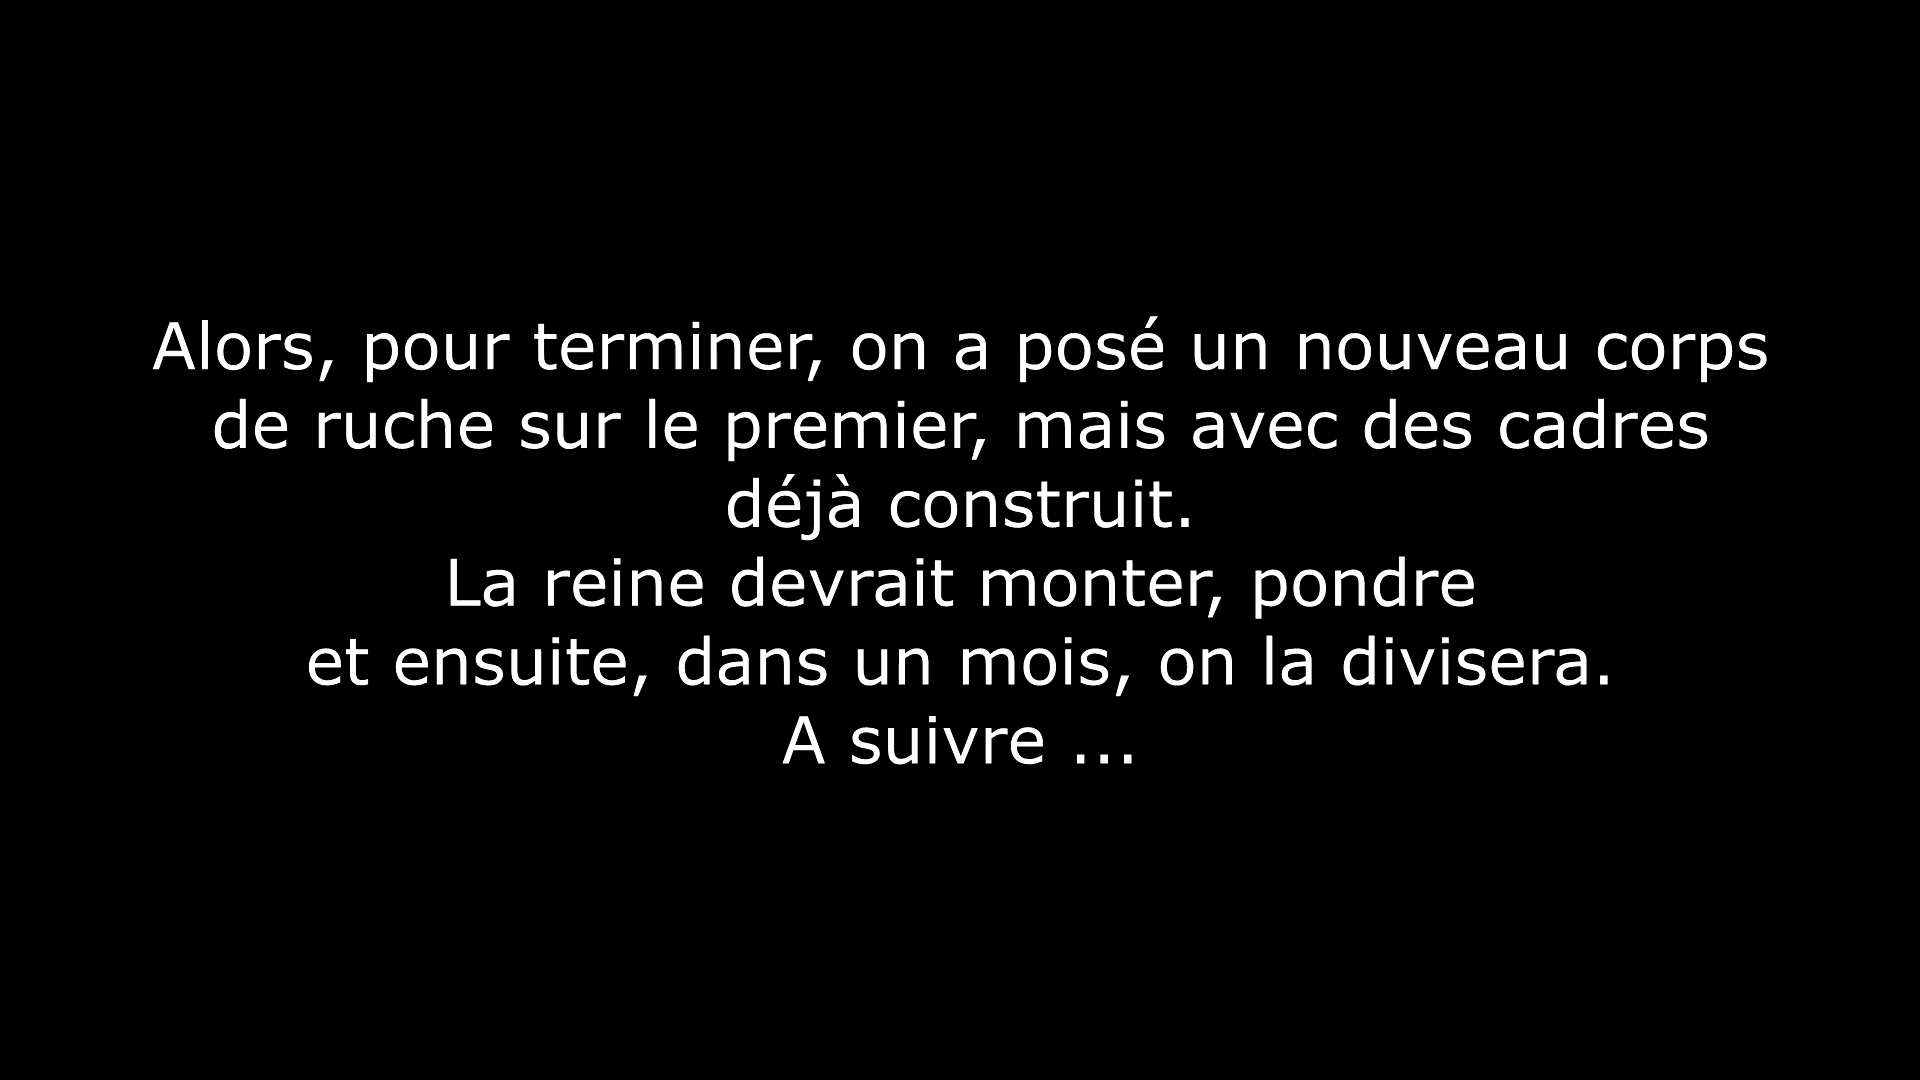 Alors, pour terminer, on a posé un nouveau corps
de ruche sur le premier, mais avec des cadres
déjà construit.
La reine devrait monter, pondre
et ensuite, dans un mois, on la divisera.
A suivre ...